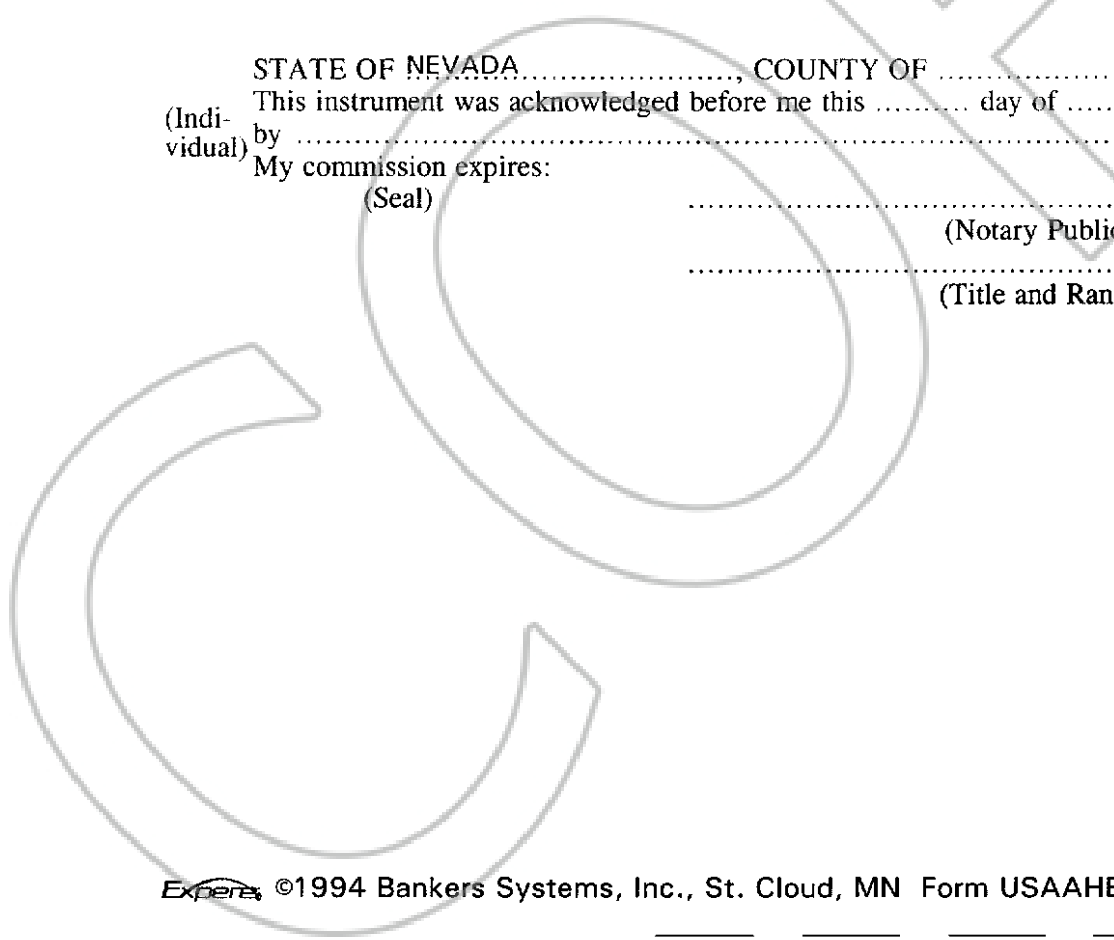 STATE OF NEVADA ........................, COUNTY OF ..................
This instrument was acknowledged before me this .......... day of ......
(Indi-
vidual) by ..........................................................................................
My commission expires:
(Seal)
(Notary Public
(Title and Ran
©1994 Bankers Systems, Inc., St. Cloud, MN Form USAAHE